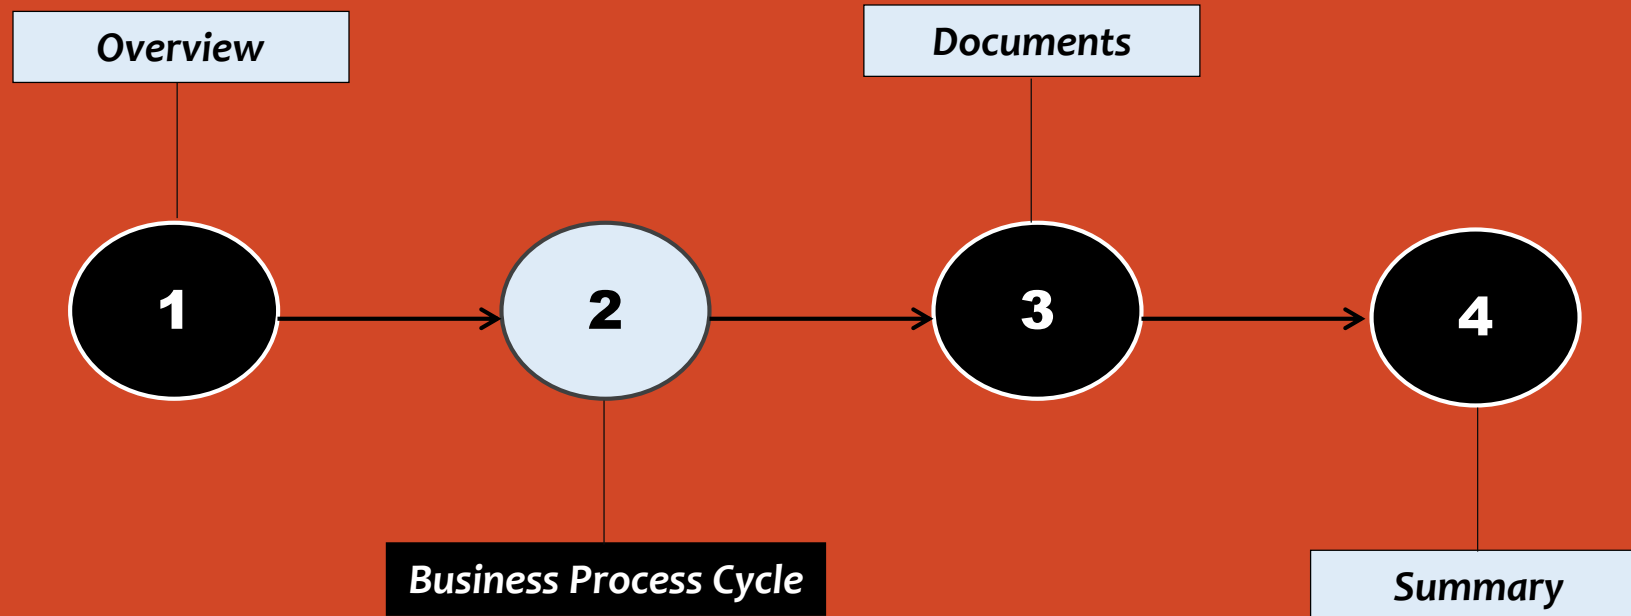 Overview
Documents
1
2
3
4
Business Process Cycle
Summary